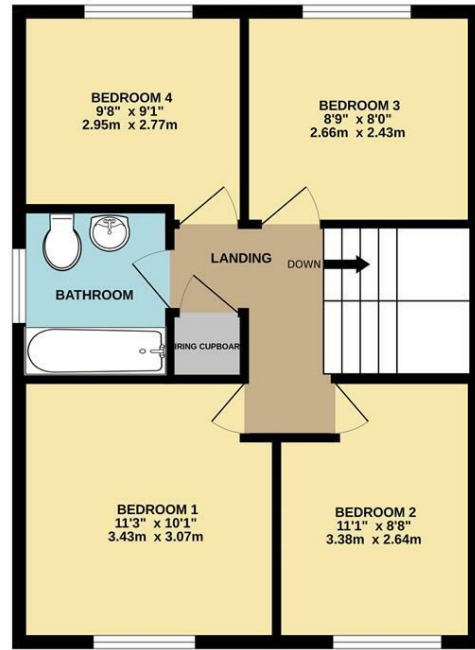 BEDROOM 4
9'8" x 9'1"
2.95m x 2.77m
BEDROOM 3
8'9" x 8'0"
2.66m x 2.43m
LANDING
DOWN
BATHROOM
IRING CUPBOAR
BEDROOM 1
11'3" x 10'1"
3.43m x 3.07m
BEDROOM 2
11'1" x 8'8"
3.38m x 2.64m